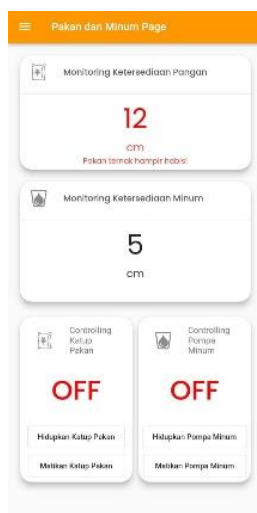 Pakan dan Minum Page
Monitoring Ketersediaan Pangan
12
cm
Pakan ternak hampir habis!
Monitoring Ketersediaan Minum
5
cm
Controlling
Katup
Pakan
OFF
Hidupkan Katup Pakan
Matikan Katup Pakan
Controlling
Pompa
Minum
OFF
Hidupkan Pompa Minum
Matikan Pompa Minum